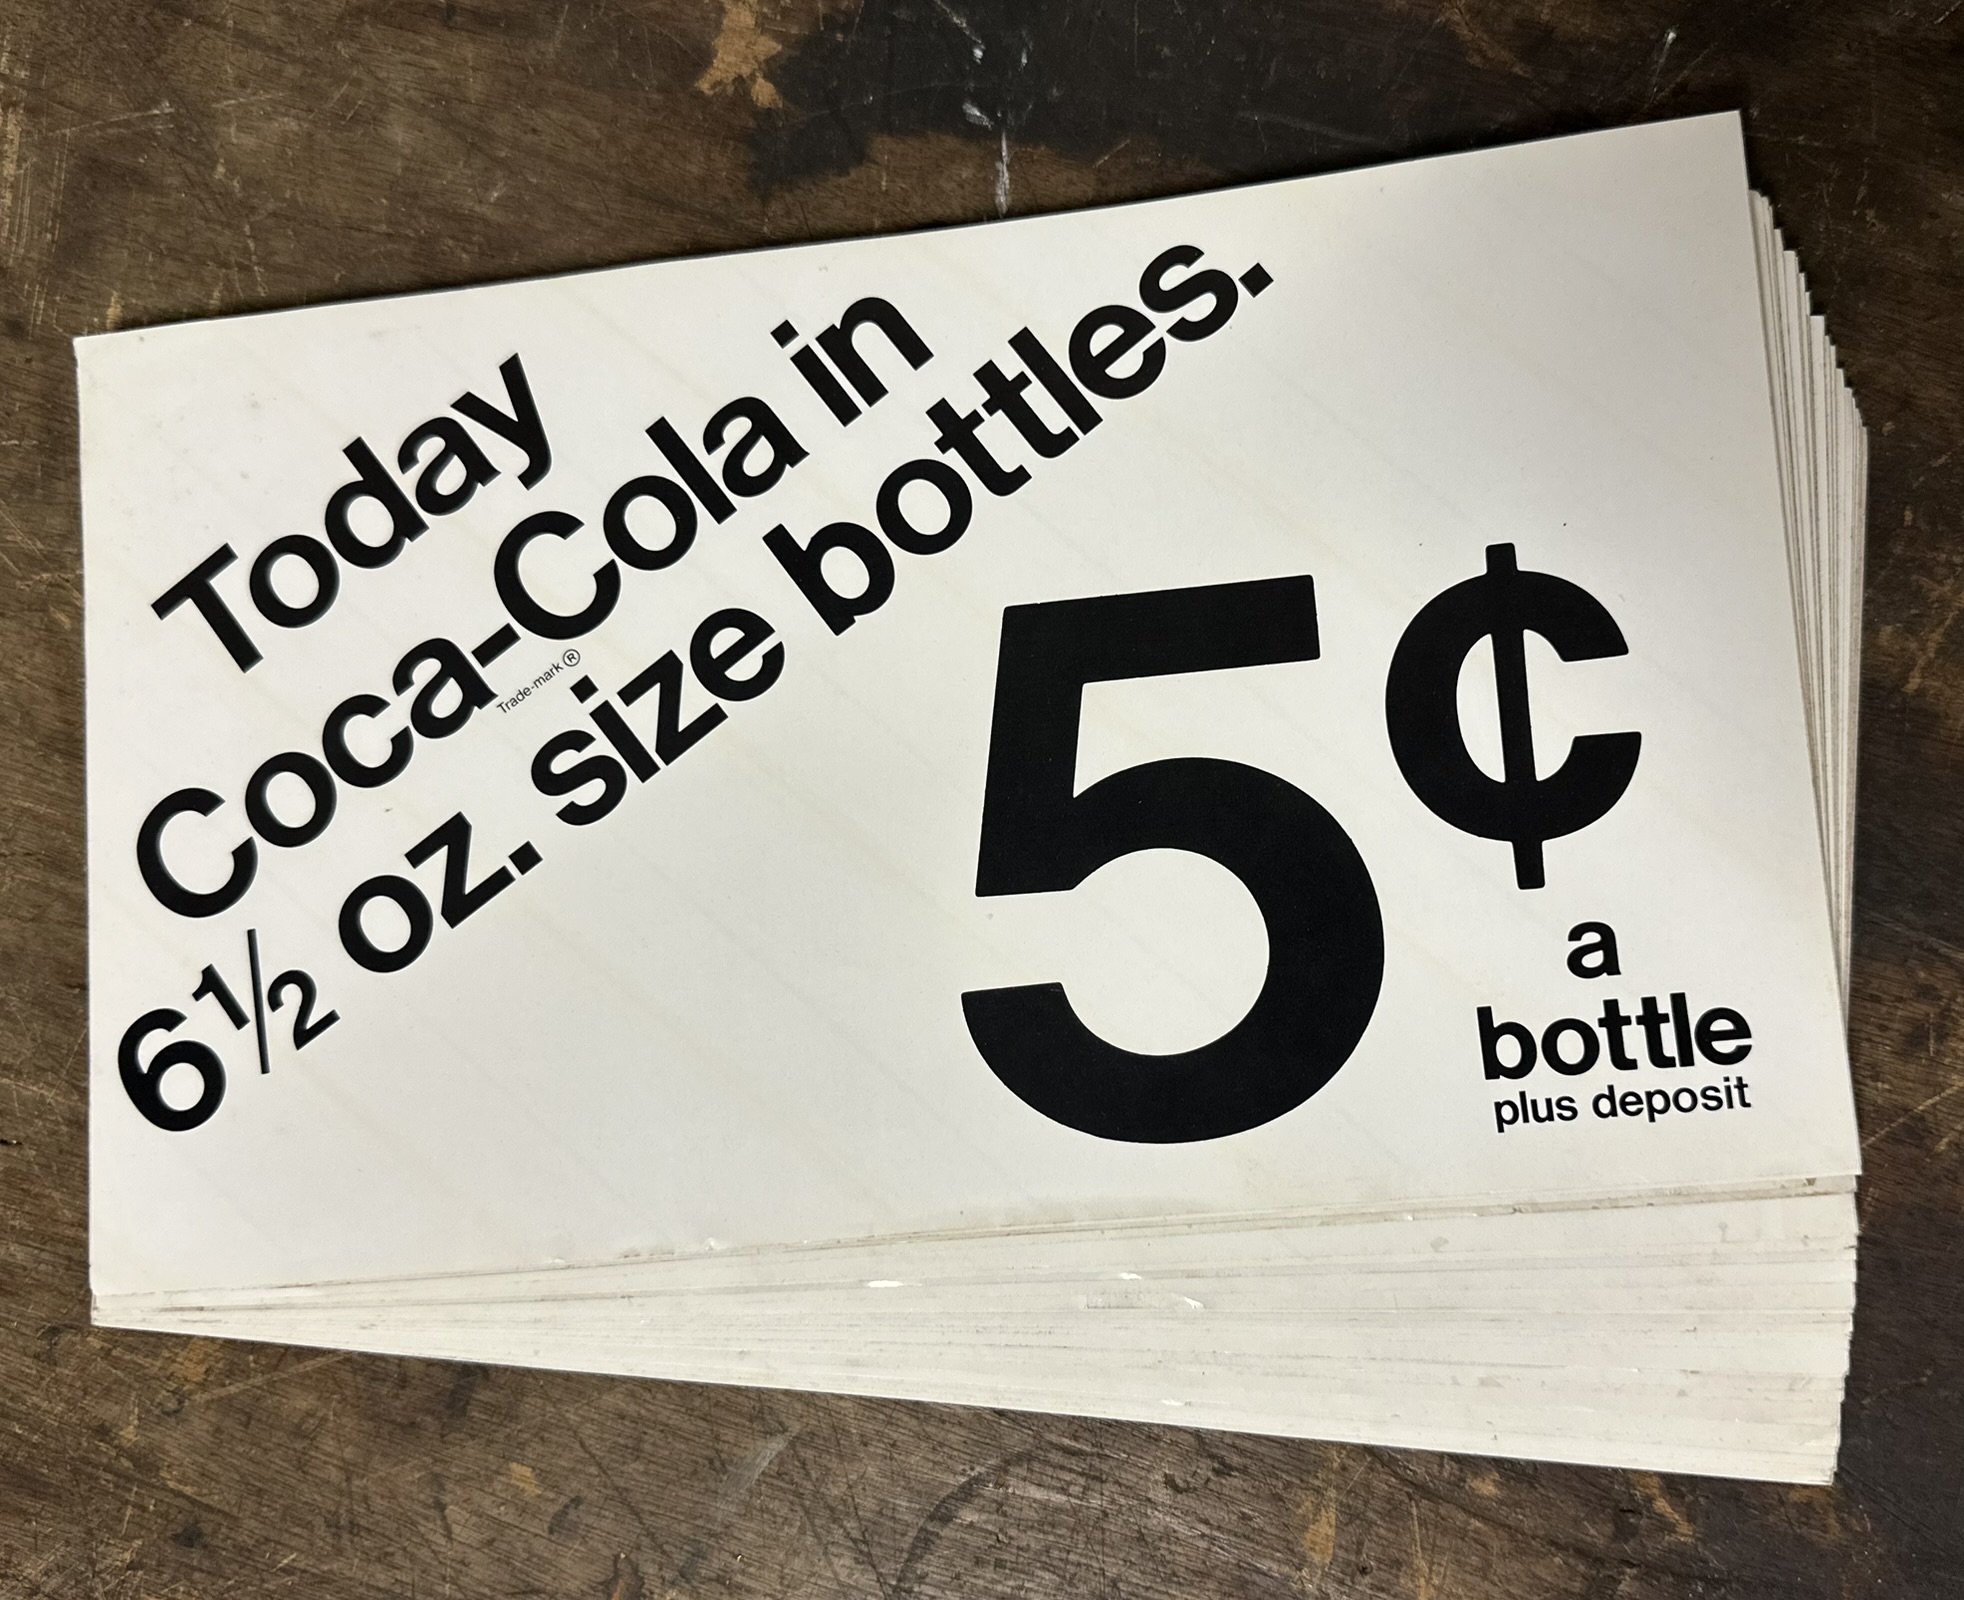 Today
Coca-Cola in
Trade-mark ®
6½ oz. size bottles.
5¢
a
bottle
plus deposit